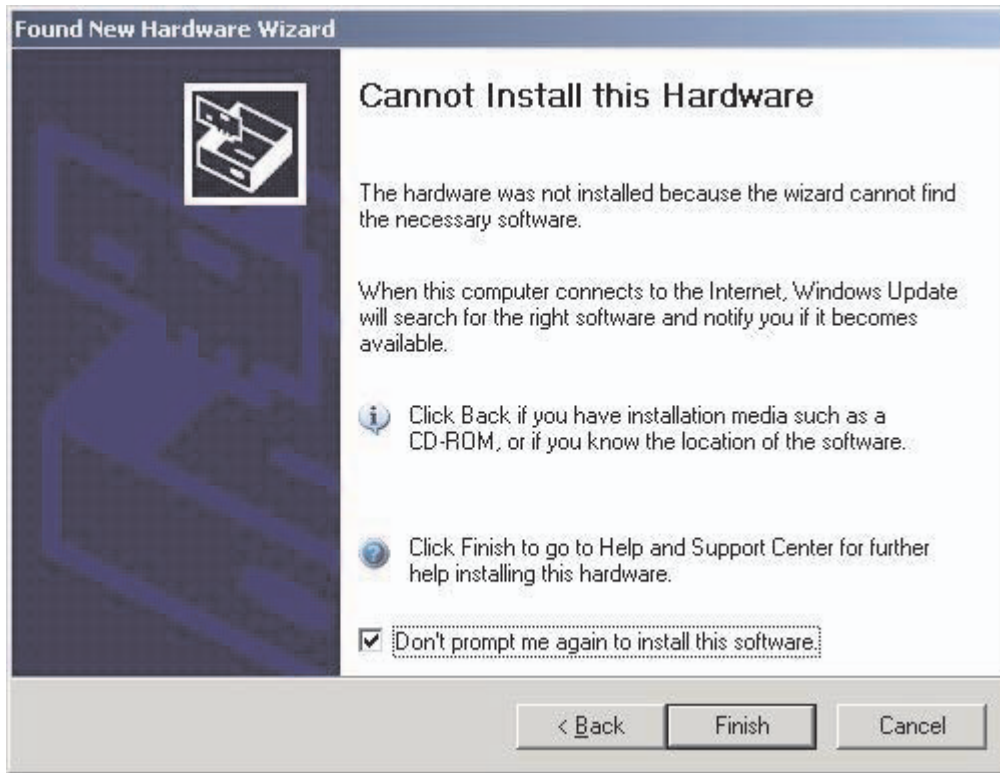 Found New Hardware Wizard
Cannot Install this Hardware
The hardware was not installed because the wizard cannot find
the necessary software.
When this computer connects to the Internet, Windows Update
will search for the right software and notify you if it becomes
available.
Click Back if you have installation media such as a
CD-ROM, or if you know the location of the software.
Click Finish to go to Help and Support Center for further
help installing this hardware.
Don't prompt me again to install this software.
< Back
Finish
Cancel